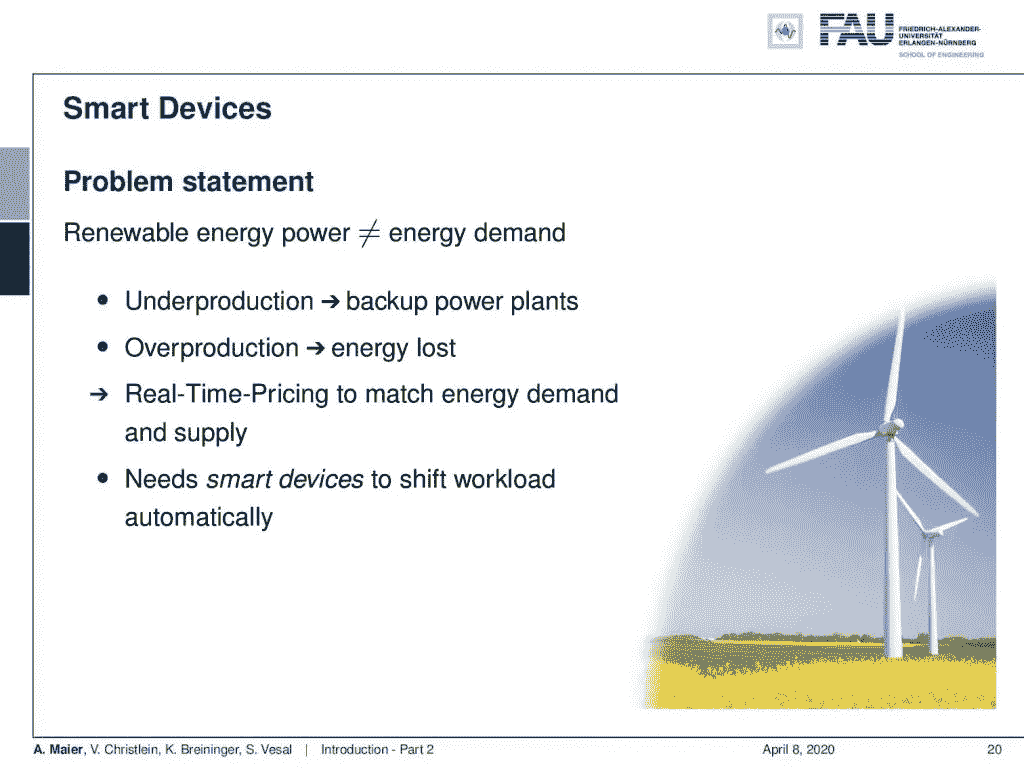 FAU
FRIEDRICH-ALEXANDER-
UNIVERSITÄT
ERLANGEN-NÜRNBERG
SCHOOL OF ENGINEERING
Smart Devices
Problem statement
Renewable energy power ≠ energy demand
• Underproduction ➔ backup power plants
• Overproduction ➔ energy lost
➔ Real-Time-Pricing to match energy demand
and supply
• Needs smart devices to shift workload
automatically
A. Maier, V. Christlein, K. Breininger, S. Vesal | Introduction - Part 2 April 8, 2020 20